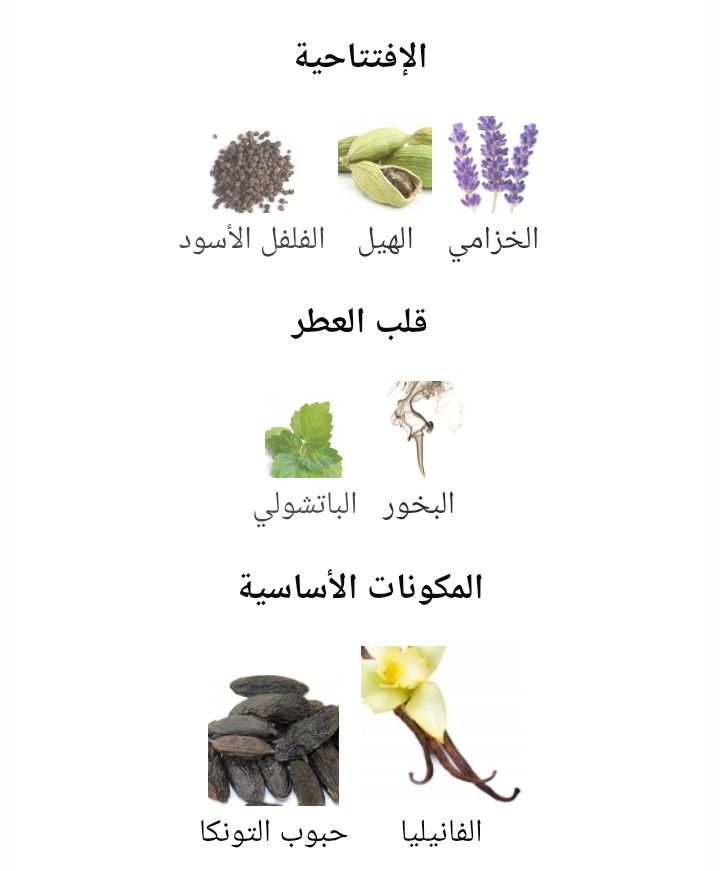 الإفتتاحية
الخزامي الهيل الفلفل الأسود
قلب العطر
البخور الباتشولي
المكونات الأساسية
الفانيليا حبوب التونكا